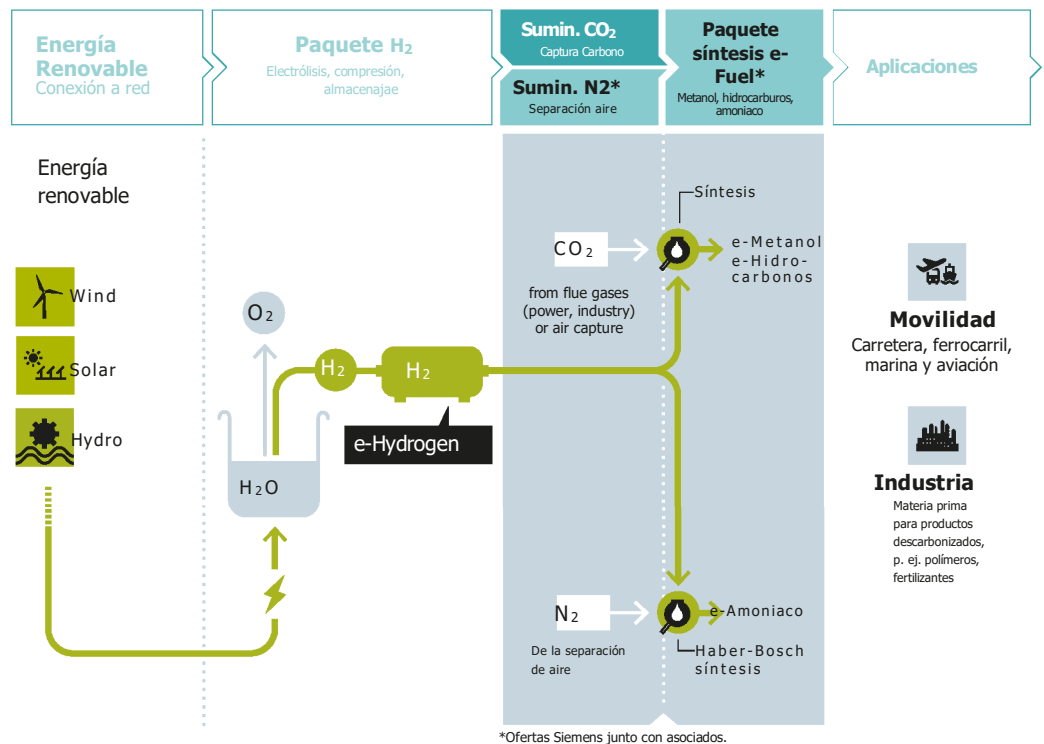 Energía
Renovable
Conexión a red
Paquete H₂
Electrólisis, compresión,
almacenajae
Sumin. CO₂
Captura Carbono
Sumin. N2*
Separación aire
Paquete
síntesis e-
Fuel*
Metanol, hidrocarburos,
amoniaco
Aplicaciones
Energía
renovable
Wind
Solar
Hydro
O₂
H₂O
H₂
H₂
e-Hydrogen
CO₂
from flue gases
(power, industry)
or air capture
Síntesis
e-Metanol
e-Hidro-
carbonos
N₂
De la separación
de aire
e-Amoniaco
Haber-Bosch
síntesis
Movilidad
Carretera, ferrocarril,
marina y aviación
Industria
Materia prima
para productos
descarbonizados,
p. ej. polímeros,
fertilizantes
*Ofertas Siemens junto con asociados.